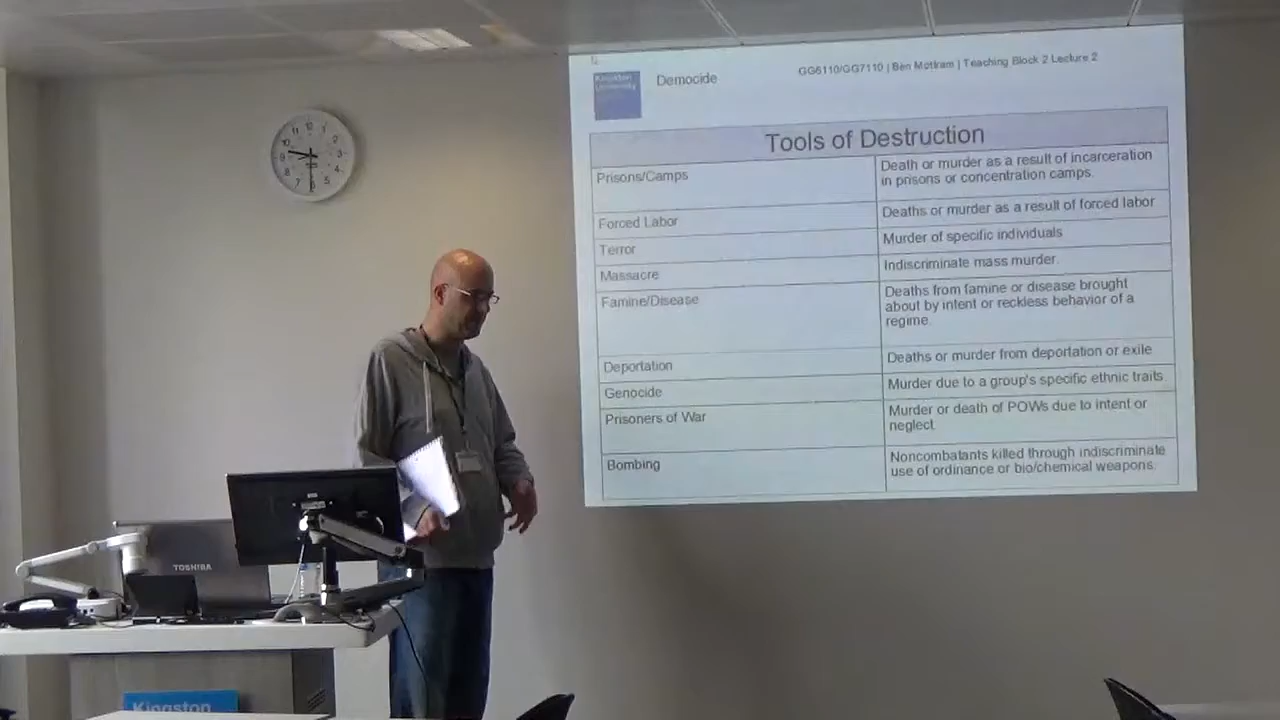 Kingston
University
Democide
GG6110/GG7110 | Ben Mottram | Teaching Block 2 Lecture 2
Tools of Destruction
Prisons/Camps
Death or murder as a result of incarceration
in prisons or concentration camps.
Forced Labor
Deaths or murder as a result of forced labor
Terror
Murder of specific individuals
Massacre
Indiscriminate mass murder.
Famine/Disease
Deaths from famine or disease brought
about by intent or reckless behavior of a
regime.
Deportation
Deaths or murder from deportation or exile
Genocide
Murder due to a group's specific ethnic traits
Prisoners of War
Murder or death of POWs due to intent or
neglect.
Bombing
Noncombatants killed through indiscriminate
use of ordinance or bio/chemical weapons.
TOSHIBA
Kingston